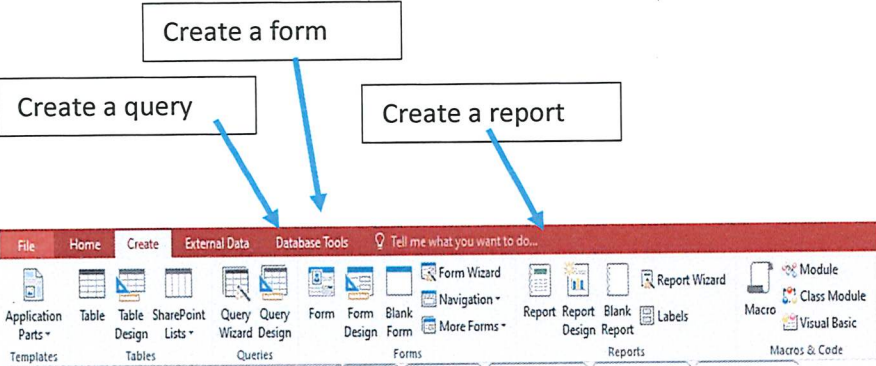 Create a form
Create a query
Create a report
File Home Create External Data Database Tools Tell me what you want to do...
Application Parts
Table
Table Design
SharePoint Lists
Query Wizard
Query Design
Form
Form Design
Blank Form
Form Wizard
Navigation
More Forms
Report
Report Design
Blank Report
Report Wizard
Labels
Macro
Module
Class Module
Visual Basic
Templates Tables Queries Forms Reports Macros & Code